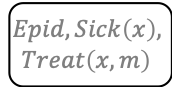 Epid, Sick(x),
Treat(x, m)